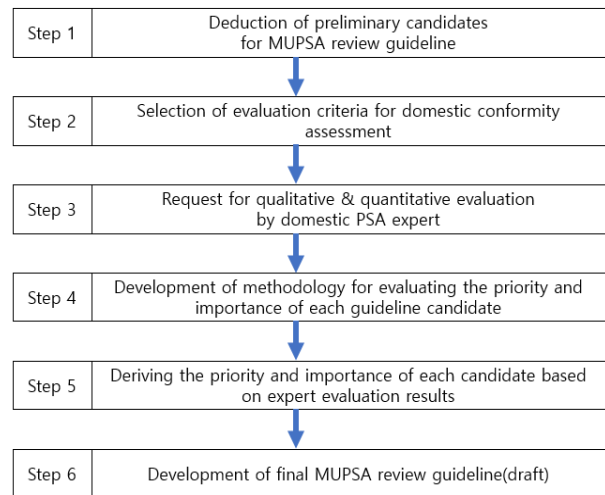 Step 1
Deduction of preliminary candidates
for MUPSA review guideline
Step 2
Selection of evaluation criteria for domestic conformity
assessment
Step 3
Request for qualitative & quantitative evaluation
by domestic PSA expert
Step 4
Development of methodology for evaluating the priority and
importance of each guideline candidate
Step 5
Deriving the priority and importance of each candidate based
on expert evaluation results
Step 6
Development of final MUPSA review guideline(draft)